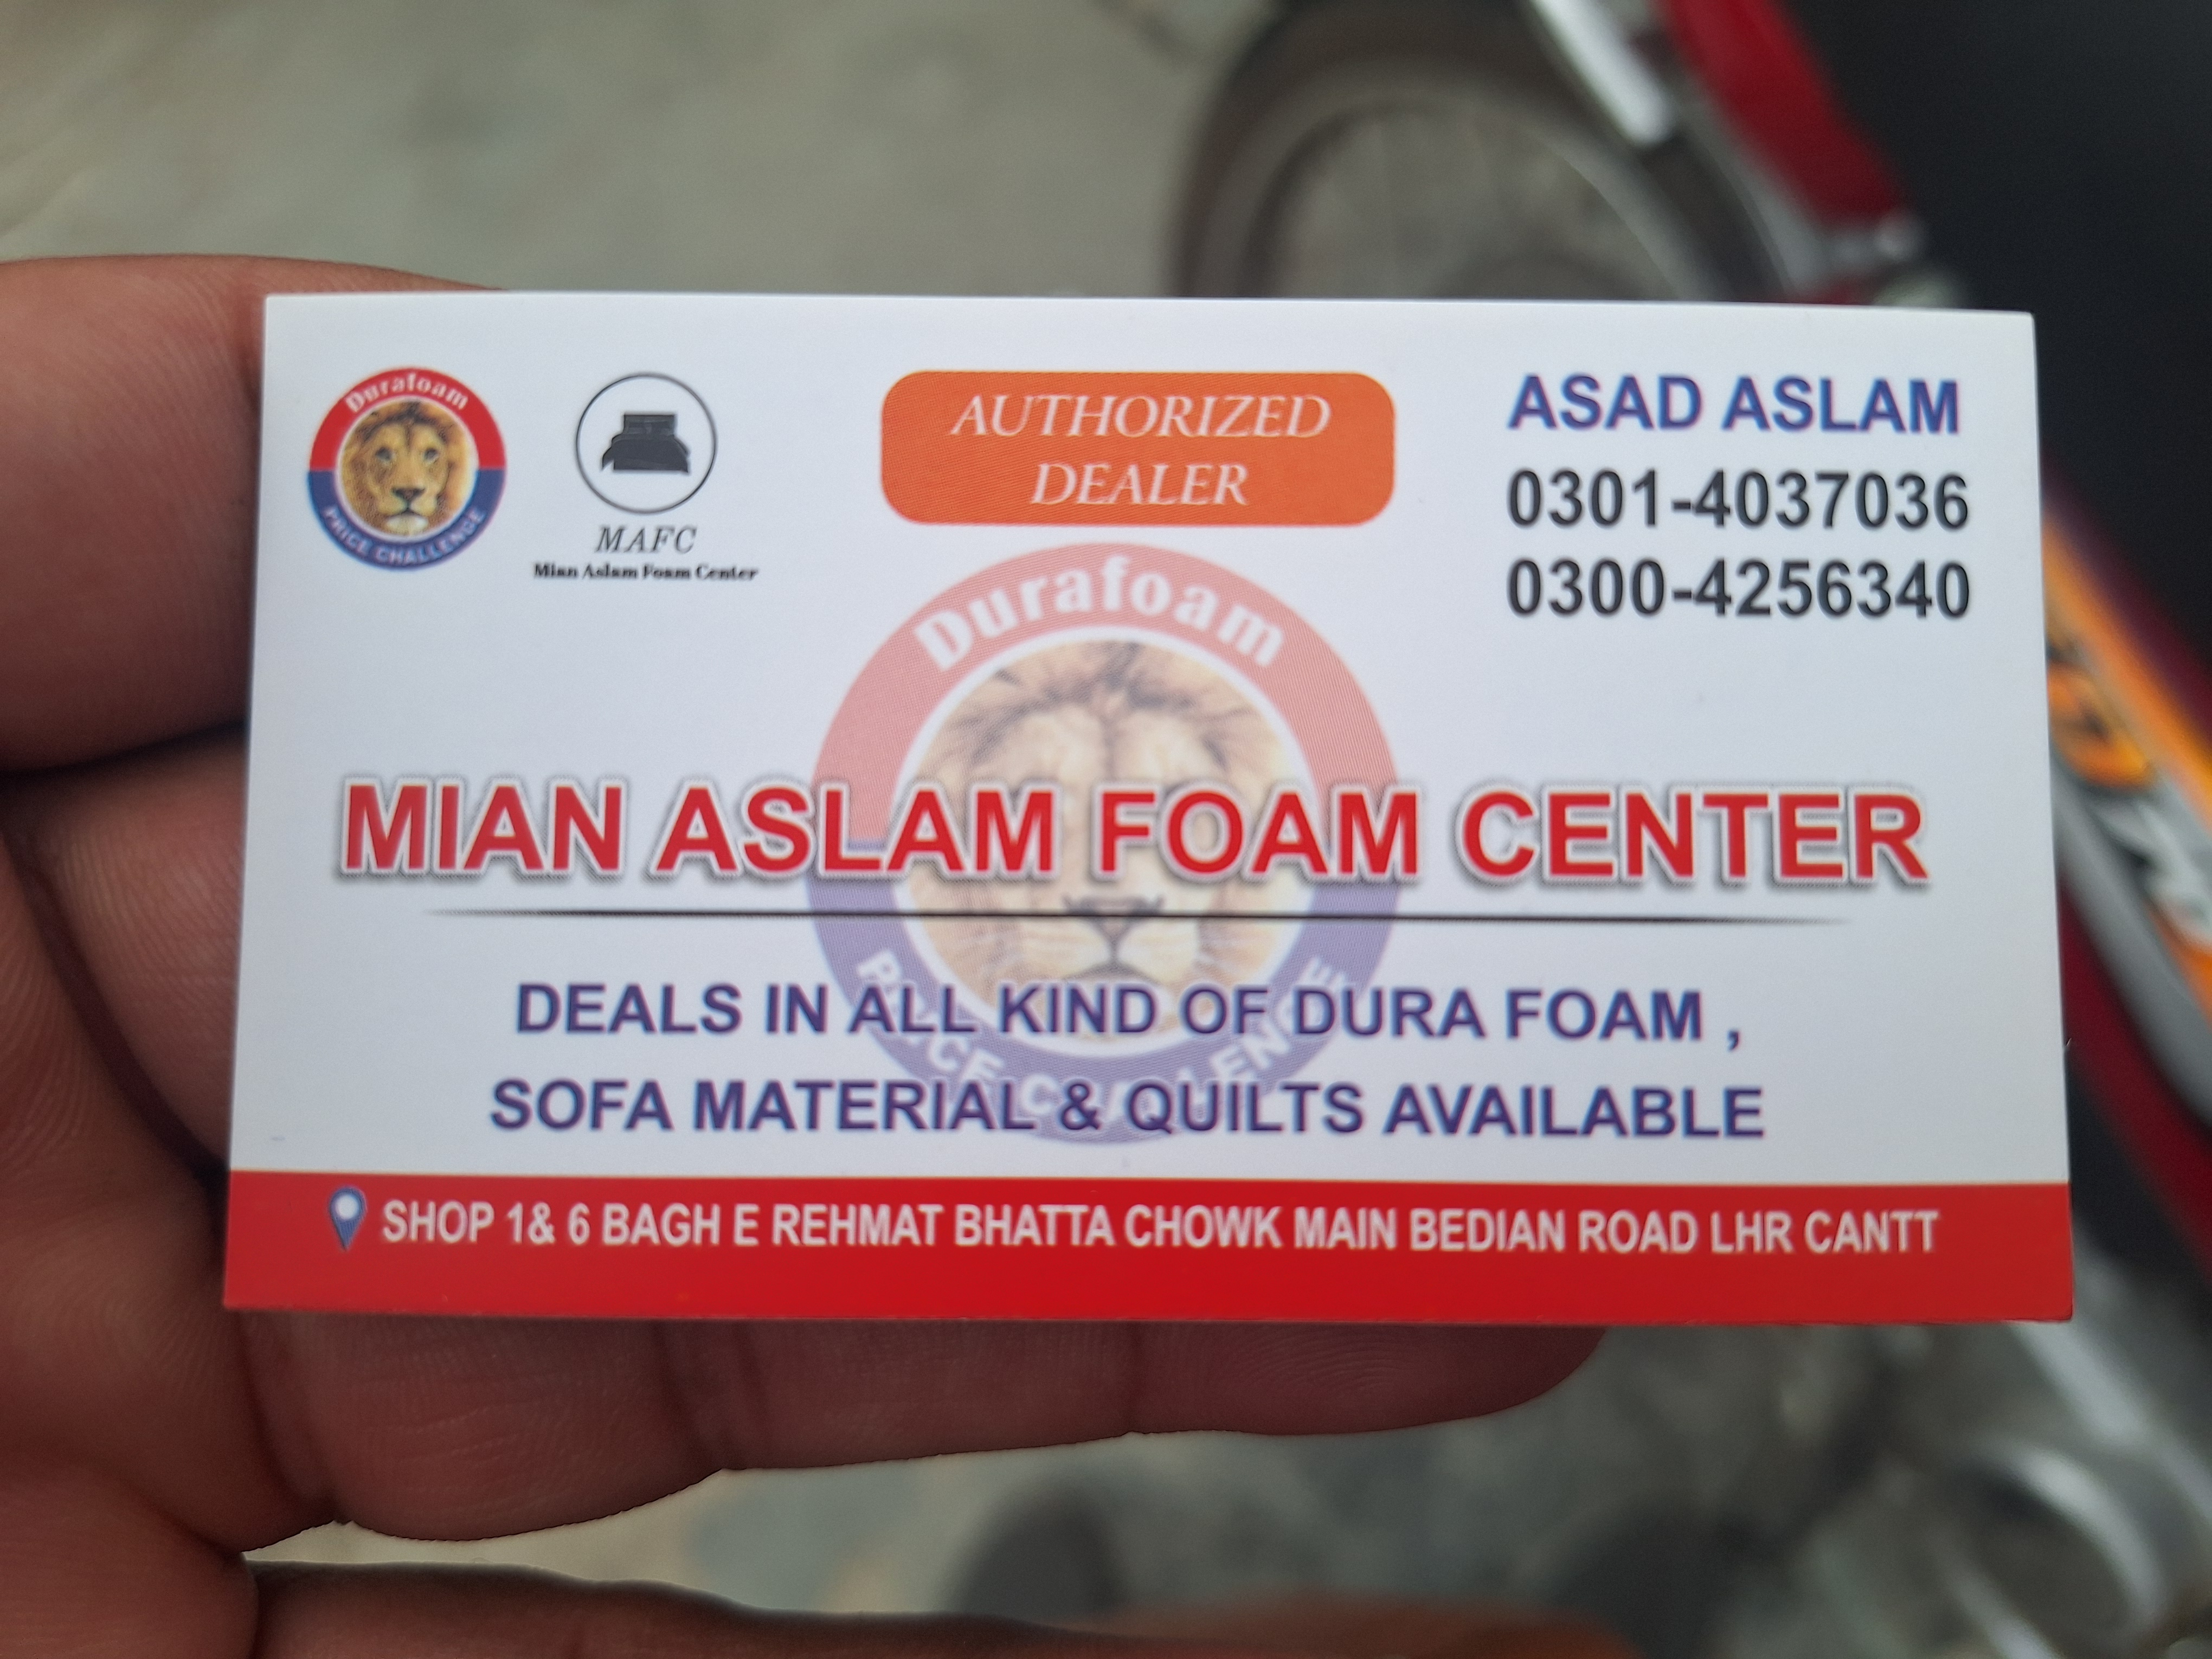 Durafoam
PRICE CHALLENGE
MAFC
Mian Aslam Foam Center
AUTHORIZED
DEALER
ASAD ASLAM
0301-4037036
0300-4256340
Durafoam
MIAN ASLAM FOAM CENTER
PRICE CHALLENGE
DEALS IN ALL KIND OF DURA FOAM ,
SOFA MATERIAL & QUILTS AVAILABLE
SHOP 1& 6 BAGH E REHMAT BHATTA CHOWK MAIN BEDIAN ROAD LHR CANTT